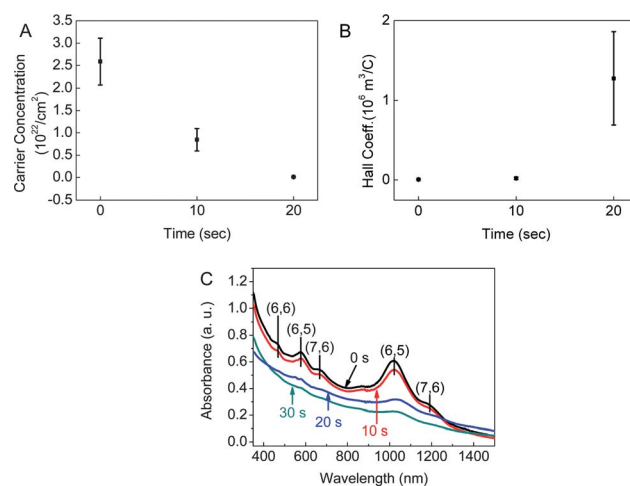 A
Carrier Concentration
(10²²/cm²)
3.5
3.0
2.5
2.0
1.5
1.0
0.5
0.0
-0.5
0 10 20
Time (sec)
B
Hall Coeff.(10⁶ m³/C)
2
1
0
0 10 20
Time (sec)
C
Absorbance (a. u.)
1.2
1.0
0.8
0.6
0.4
0.2
0.0
(6,6)
(6,5)
(7,6)
0 s
(6,5)
(7,6)
30 s
20 s
10 s
400 600 800 1000 1200 1400
Wavelength (nm)